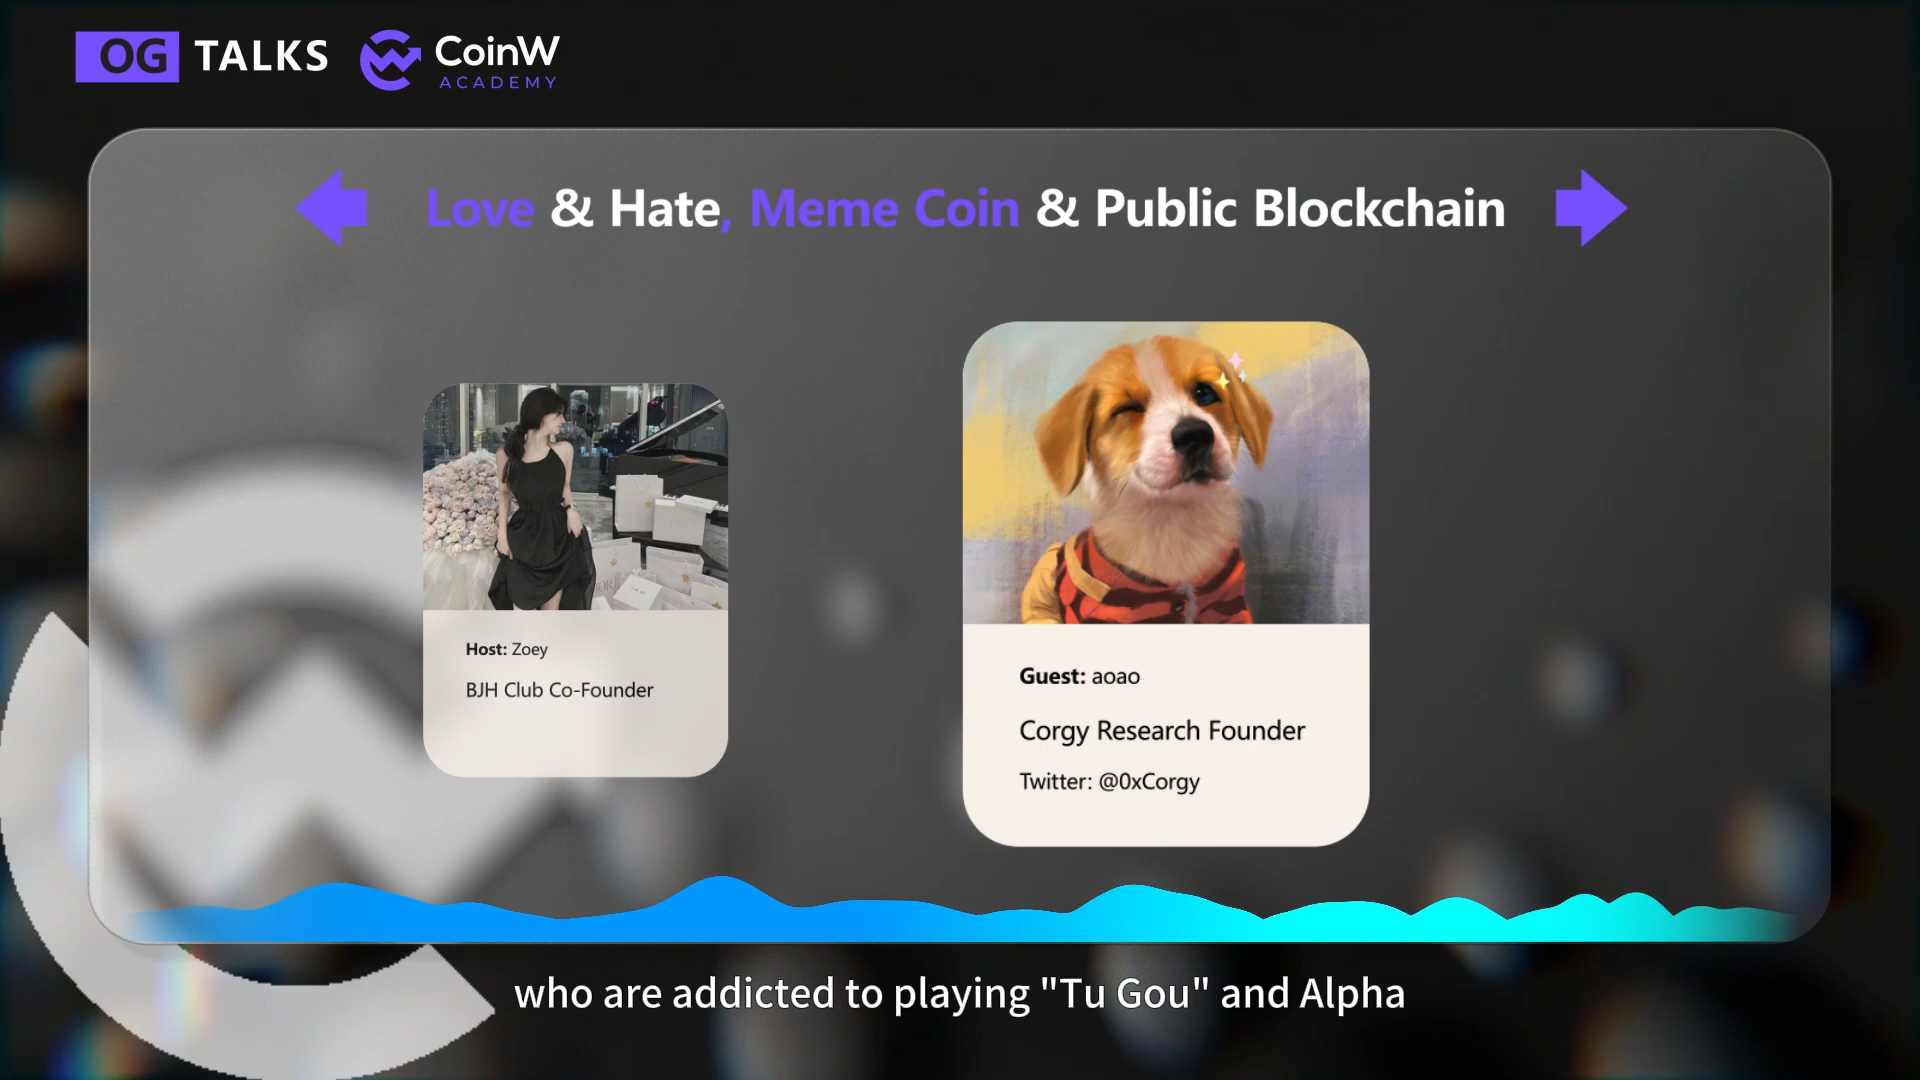 OG TALKS CoinW
ACADEMY
Love & Hate, Meme Coin & Public Blockchain
Host: Zoey
BJH Club Co-Founder
Guest: aoao
Corgy Research Founder
Twitter: @0xCorgy
who are addicted to playing "Tu Gou" and Alpha